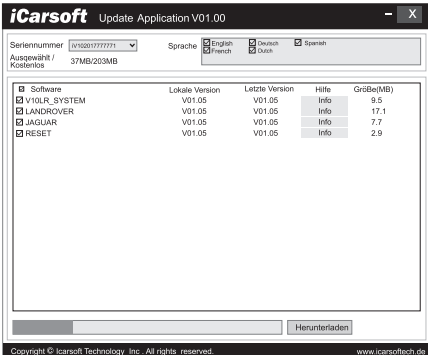 iCarsoft Update Application V01.00 – X
Seriennummer iV102017777771 Sprache English Deutsch Spanish
French Dutch
Ausgewählt / Kostenlos 37MB/203MB
Software Lokale Version Letzte Version Hilfe Größe(MB)
V10LR_SYSTEM V01.05 V01.05 Info 9.5
LANDROVER V01.05 V01.05 Info 17.1
JAGUAR V01.05 V01.05 Info 7.7
RESET V01.05 V01.05 Info 2.9
Herunterladen
Copyright © Icarsoft Technology Inc . All rights reserved. www.icarsoftech.de